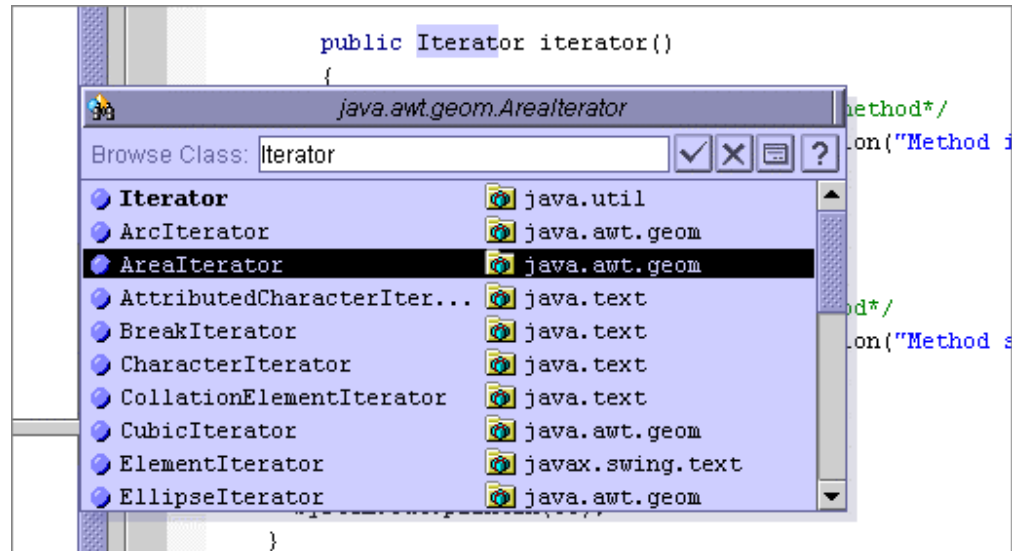 public Iterator iterator()
{
java.awt.geom.AreaIterator
method*/
Browse Class: Iterator
?
ion("Method i
Iterator java.util
ArcIterator java.awt.geom
AreaIterator java.awt.geom
AttributedCharacterIter... java.text
od*/
BreakIterator java.text
ion("Method s
CharacterIterator java.text
CollationElementIterator java.text
CubicIterator java.awt.geom
ElementIterator javax.swing.text
EllipseIterator java.awt.geom
}